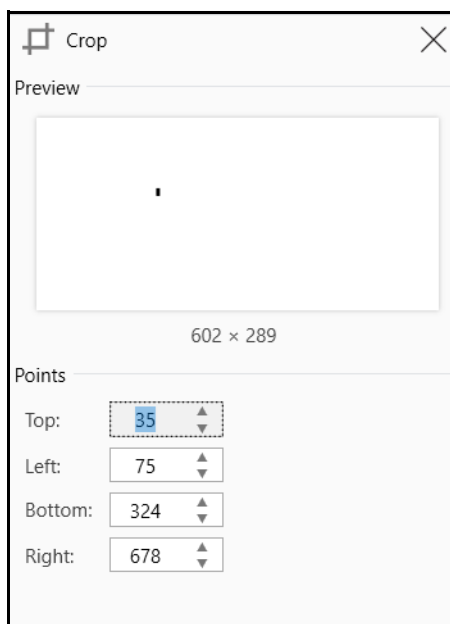 Crop
Preview
602 × 289
Points
Top: 35
Left: 75
Bottom: 324
Right: 678